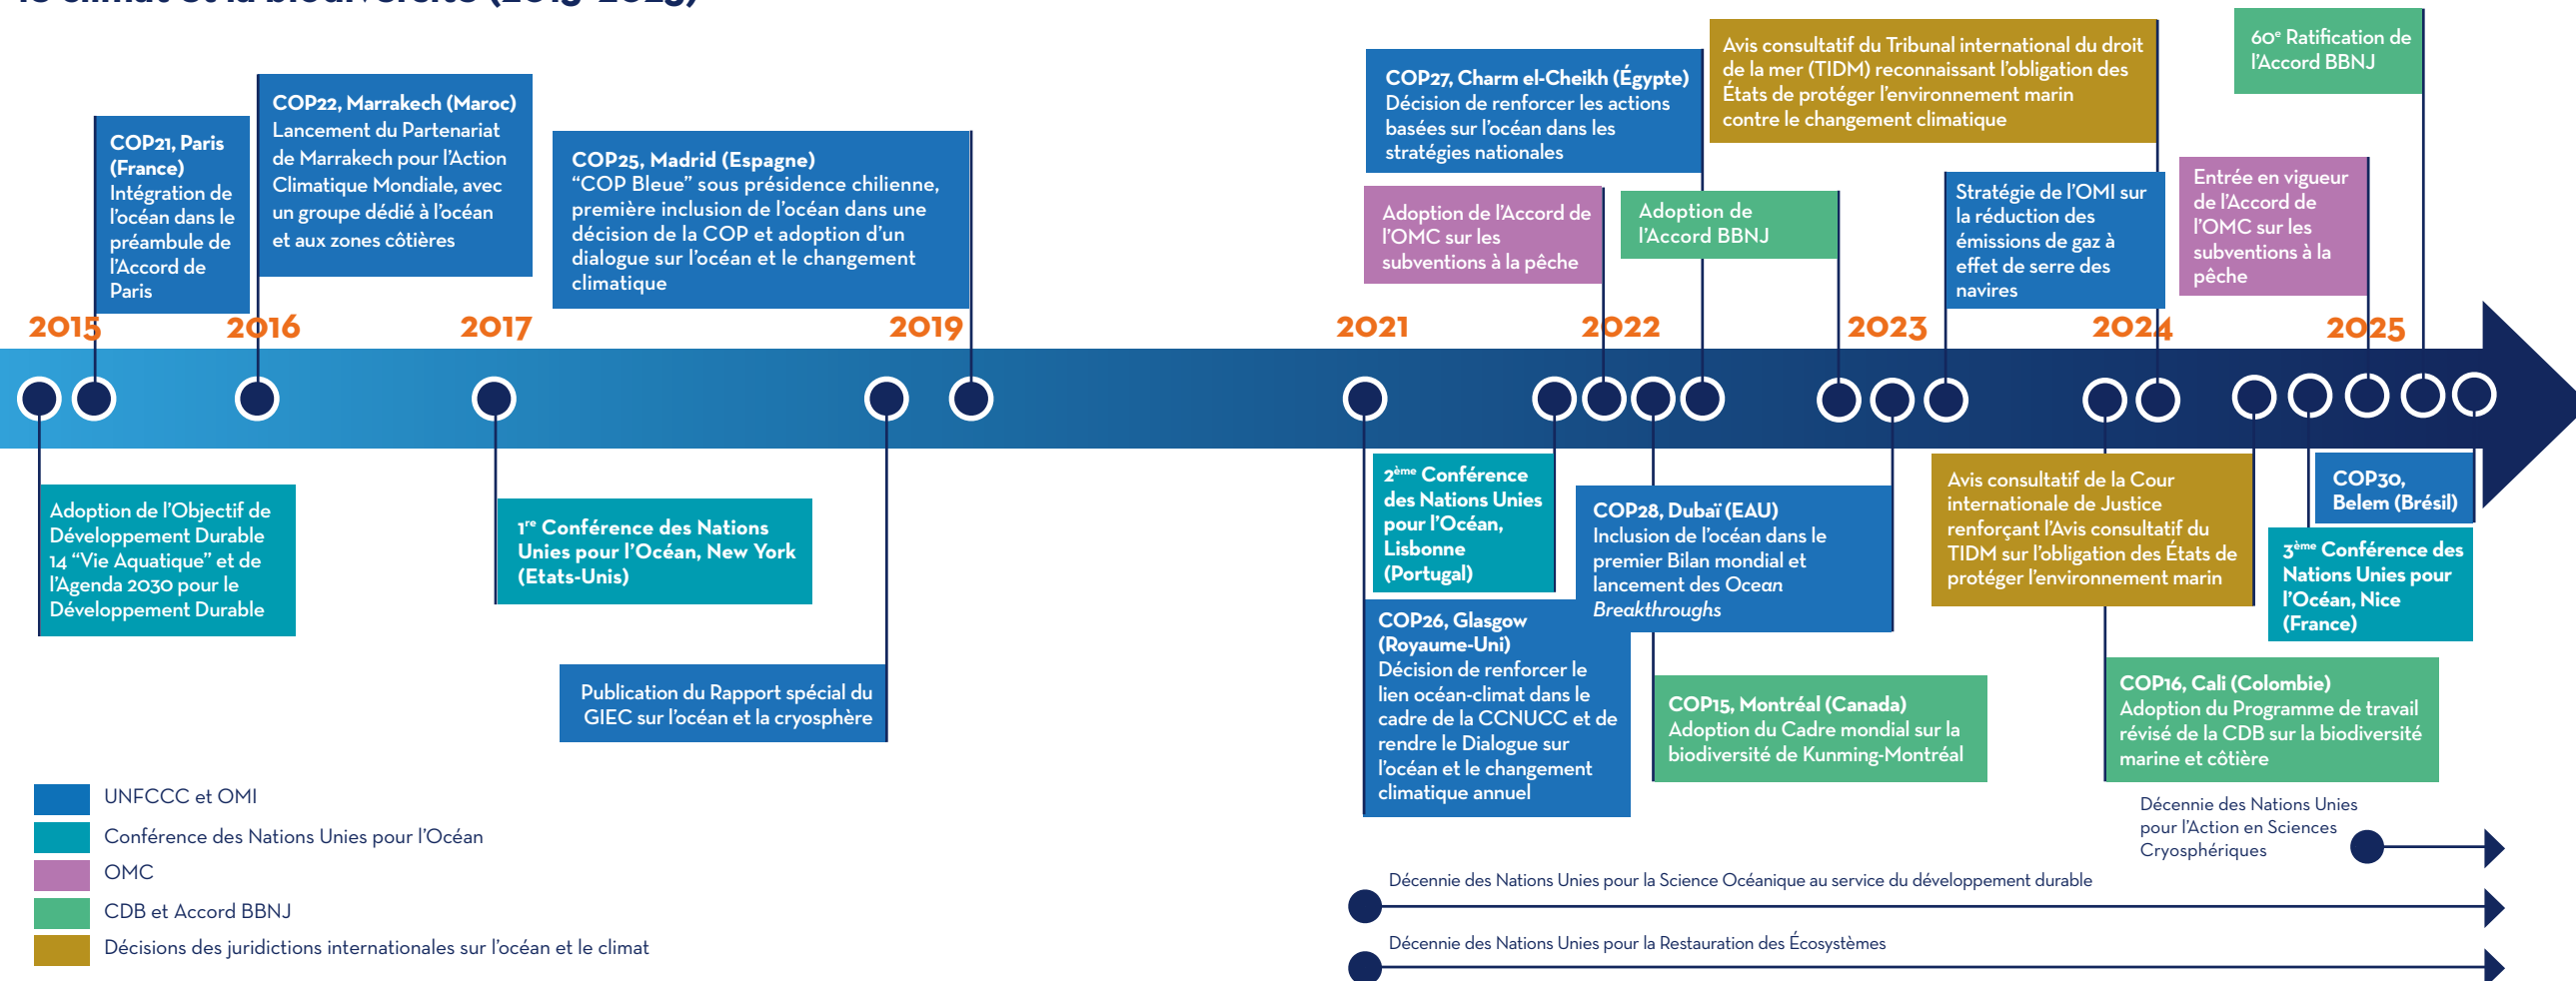 le climat et la biodiversité (2015-2025)
60e Ratification de
l'Accord BBNJ
Avis consultatif du Tribunal international du droit
de la mer (TIDM) reconnaissant l'obligation des
États de protéger l'environnement marin
contre le changement climatique
COP27, Charm el-Cheikh (Égypte)
Décision de renforcer les actions
basées sur l'océan dans les
stratégies nationales
COP22, Marrakech (Maroc)
Lancement du Partenariat
de Marrakech pour l'Action
Climatique Mondiale, avec
un groupe dédié à l'océan
et aux zones côtières
COP21, Paris
(France)
Intégration de
l'océan dans le
préambule de
l'Accord de
Paris
COP25, Madrid (Espagne)
“COP Bleue” sous présidence chilienne,
première inclusion de l'océan dans une
décision de la COP et adoption d'un
dialogue sur l'océan et le changement
climatique
Adoption de l'Accord de
l'OMC sur les
subventions à la pêche
Adoption de
l'Accord BBNJ
Stratégie de l'OMI sur
la réduction des
émissions de gaz à
effet de serre des
navires
Entrée en vigueur
de l'Accord de
l'OMC sur les
subventions à la
pêche
2015
2016
2017
2019
2021
2022
2023
2024
2025
Adoption de l'Objectif de
Développement Durable
14 “Vie Aquatique” et de
l'Agenda 2030 pour le
Développement Durable
1re Conférence des Nations
Unies pour l'Océan, New York
(Etats-Unis)
Publication du Rapport spécial du
GIEC sur l'océan et la cryosphère
2ème Conférence
des Nations Unies
pour l'Océan,
Lisbonne
(Portugal)
COP26, Glasgow
(Royaume-Uni)
Décision de renforcer le
lien océan-climat dans le
cadre de la CCNUCC et de
rendre le Dialogue sur
l'océan et le changement
climatique annuel
COP28, Dubaï (EAU)
Inclusion de l'océan dans le
premier Bilan mondial et
lancement des Ocean
Breakthroughs
COP15, Montréal (Canada)
Adoption du Cadre mondial sur la
biodiversité de Kunming-Montréal
Avis consultatif de la Cour
internationale de Justice
renforçant l'Avis consultatif du
TIDM sur l'obligation des États de
protéger l'environnement marin
COP30,
Belem (Brésil)
3ème Conférence des
Nations Unies pour
l'Océan, Nice
(France)
COP16, Cali (Colombie)
Adoption du Programme de travail
révisé de la CDB sur la biodiversité
marine et côtière
UNFCCC et OMI
Conférence des Nations Unies pour l'Océan
OMC
CDB et Accord BBNJ
Décisions des juridictions internationales sur l'océan et le climat
Décennie des Nations Unies
pour l'Action en Sciences
Cryosphériques
Décennie des Nations Unies pour la Science Océanique au service du développement durable
Décennie des Nations Unies pour la Restauration des Écosystèmes